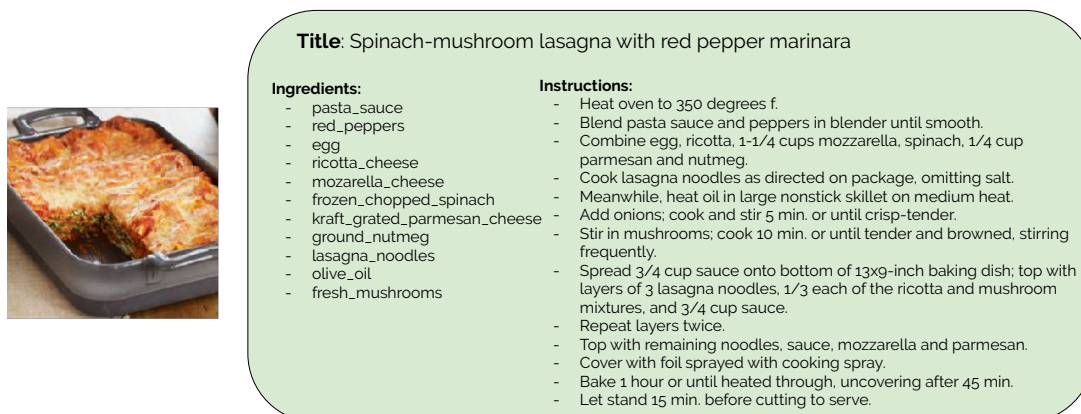 Title: Spinach-mushroom lasagna with red pepper marinara
Ingredients:
- pasta_sauce
- red_peppers
- egg
- ricotta_cheese
- mozarella_cheese
- frozen_chopped_spinach
- kraft_grated_parmesan_cheese
- ground_nutmeg
- lasagna_noodles
- olive_oil
- fresh_mushrooms
Instructions:
- Heat oven to 350 degrees f.
- Blend pasta sauce and peppers in blender until smooth.
- Combine egg, ricotta, 1-1/4 cups mozzarella, spinach, 1/4 cup
parmesan and nutmeg.
- Cook lasagna noodles as directed on package, omitting salt.
- Meanwhile, heat oil in large nonstick skillet on medium heat.
- Add onions; cook and stir 5 min. or until crisp-tender.
- Stir in mushrooms; cook 10 min. or until tender and browned, stirring
frequently.
- Spread 3/4 cup sauce onto bottom of 13x9-inch baking dish; top with
layers of 3 lasagna noodles, 1/3 each of the ricotta and mushroom
mixtures, and 3/4 cup sauce.
- Repeat layers twice.
- Top with remaining noodles, sauce, mozzarella and parmesan.
- Cover with foil sprayed with cooking spray.
- Bake 1 hour or until heated through, uncovering after 45 min.
- Let stand 15 min. before cutting to serve.